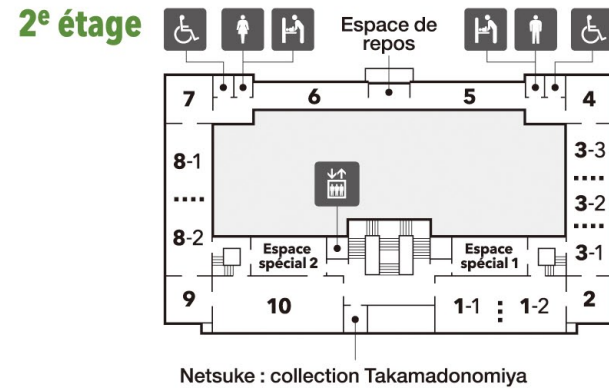 2e étage
Espace de
repos
7
6
5
4
8-1
3-3
3-2
8-2
Espace
spécial 2
Espace
spécial 1
3-1
9
10
1-1
1-2
2
Netsuke : collection Takamadonomiya